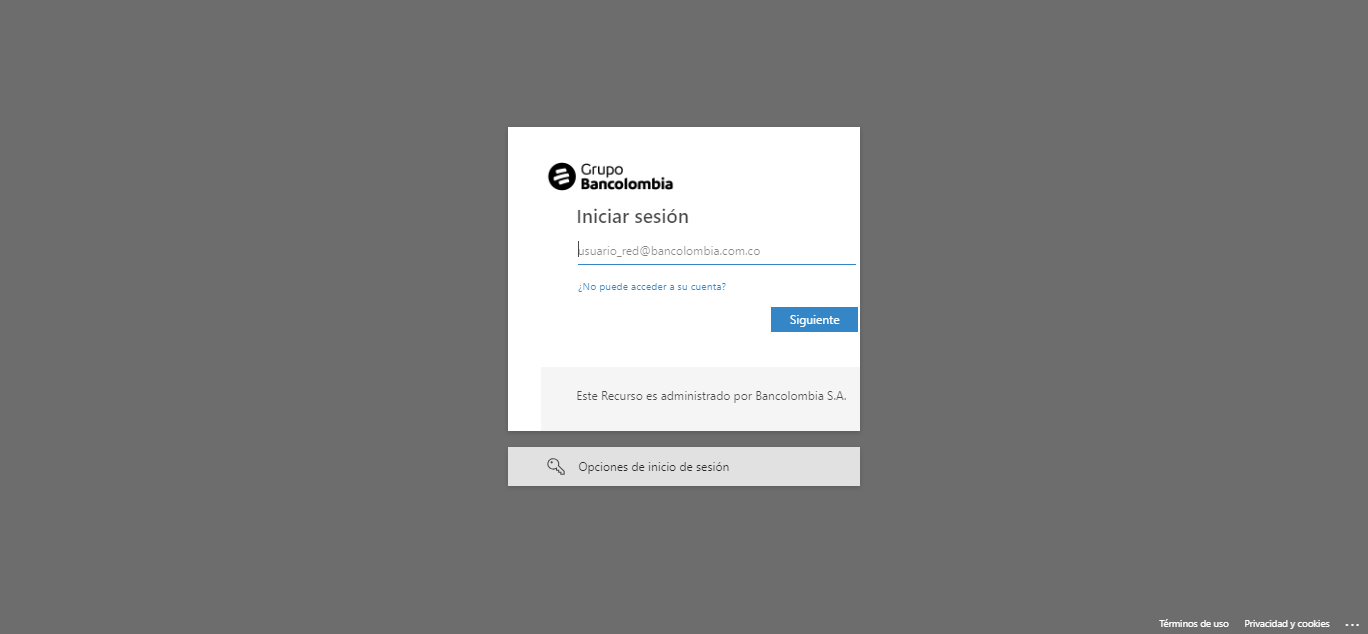 Grupo
Bancolombia
Iniciar sesión
usuario_red@bancolombia.com.co
¿No puede acceder a su cuenta?
Siguiente
Este Recurso es administrado por Bancolombia S.A.
Opciones de inicio de sesión
Términos de uso Privacidad y cookies ...